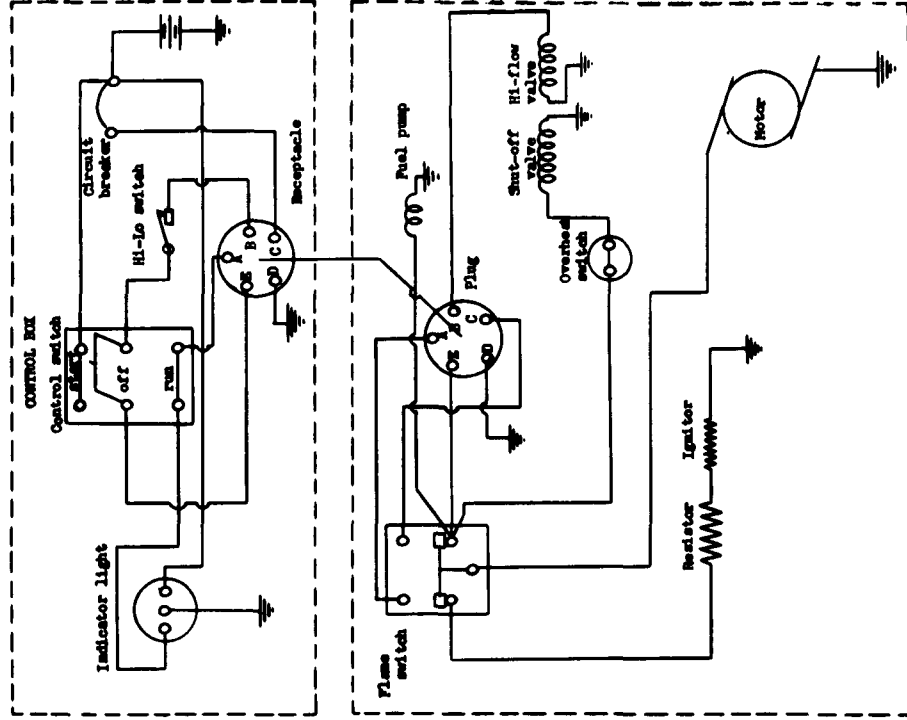 CONTROL BOX
Control switch
start
off
run
Hi-Lo switch
Circuit
breaker
Receptacle
A
B
C
D
E
Indicator light
Fuel pump
Plug
A
B
C
D
E
Hi-flow
valve
Shut-off
valve
Overheat
switch
Motor
Flame
switch
Resistor
Ignitor